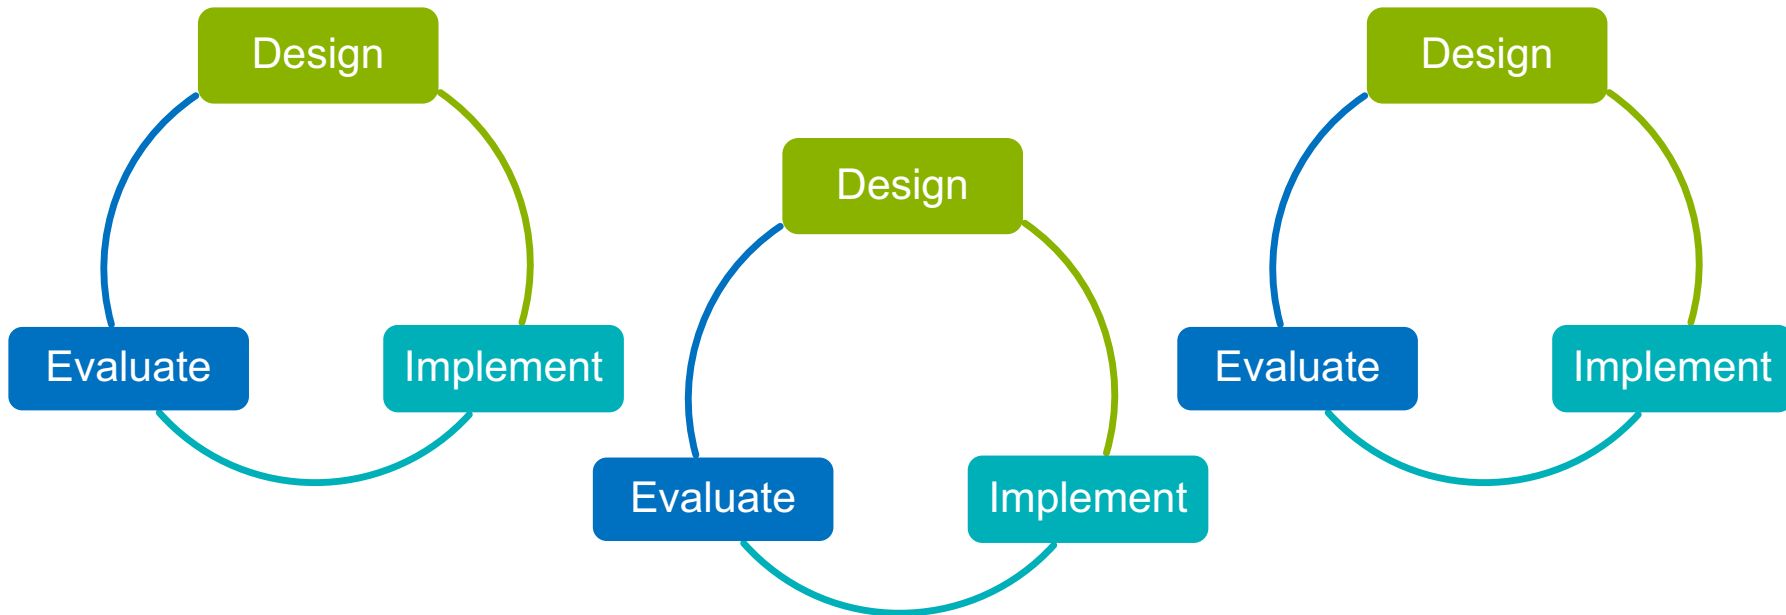 Design
Evaluate
Implement
Design
Evaluate
Implement
Design
Evaluate
Implement